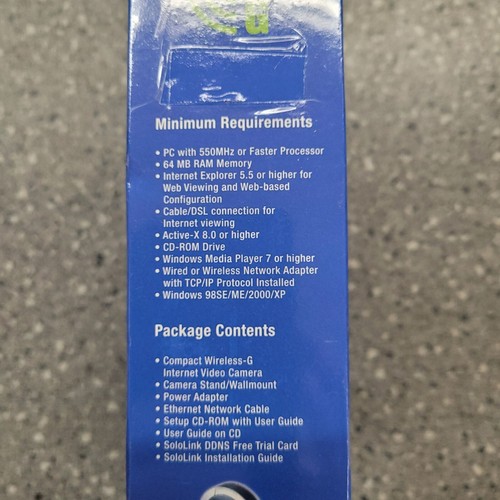 Minimum Requirements
• PC with 550MHz or Faster Processor
• 64 MB RAM Memory
• Internet Explorer 5.5 or higher for
Web Viewing and Web-based
Configuration
• Cable/DSL connection for
Internet viewing
• Active-X 8.0 or higher
• CD-ROM Drive
• Windows Media Player 7 or higher
• Wired or Wireless Network Adapter
with TCP/IP Protocol Installed
• Windows 98SE/ME/2000/XP
Package Contents
• Compact Wireless-G
Internet Video Camera
• Camera Stand/Wallmount
• Power Adapter
• Ethernet Network Cable
• Setup CD-ROM with User Guide
• User Guide on CD
• SoloLink DDNS Free Trial Card
• SoloLink Installation Guide